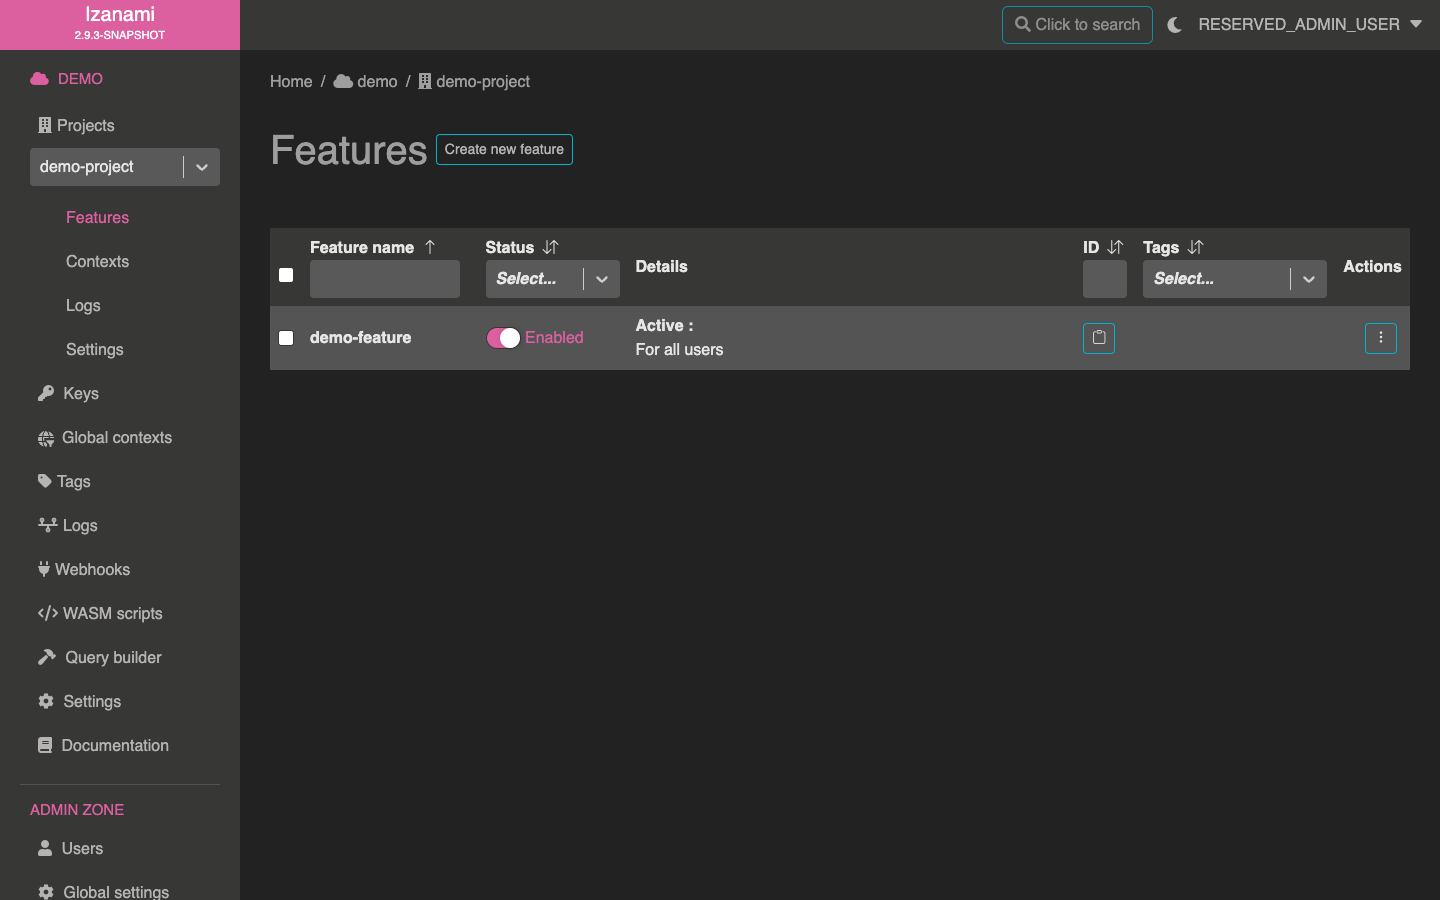 Izanami
2.9.3-SNAPSHOT
Click to search
RESERVED_ADMIN_USER
DEMO
Projects
demo-project
Features
Contexts
Logs
Settings
Keys
Global contexts
Tags
Logs
Webhooks
WASM scripts
Query builder
Settings
Documentation
ADMIN ZONE
Users
Global settings
Home / demo / demo-project
Features Create new feature
Feature name Status Details ID Tags Actions
Select... Select...
demo-feature Enabled Active :
For all users